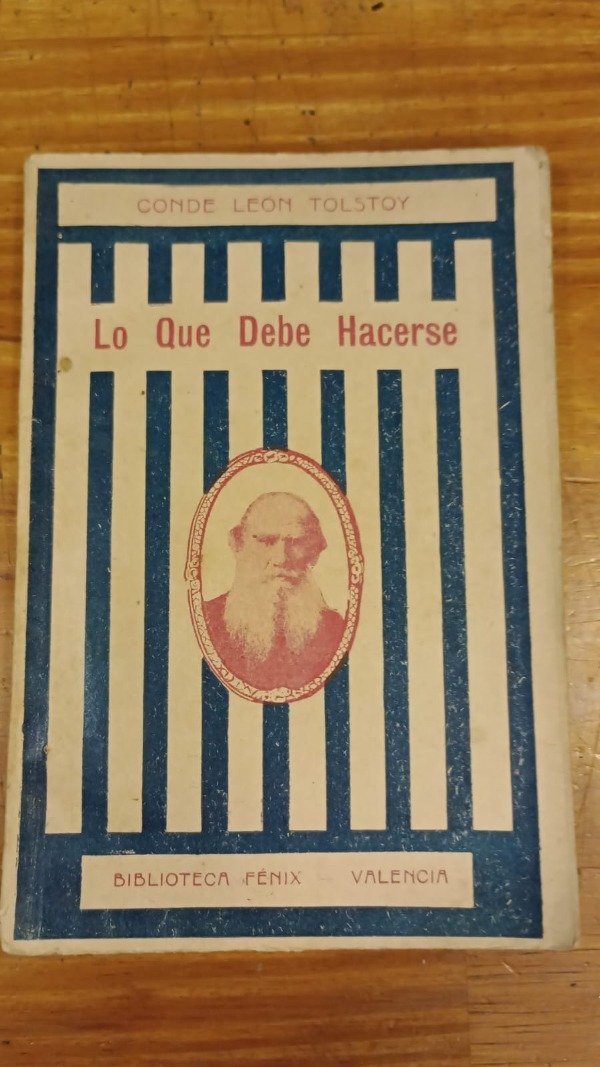 CONDE LEON TOLSTOY
Lo Que Debe Hacerse
BIBLIOTECA FÉNIX VALENCIA